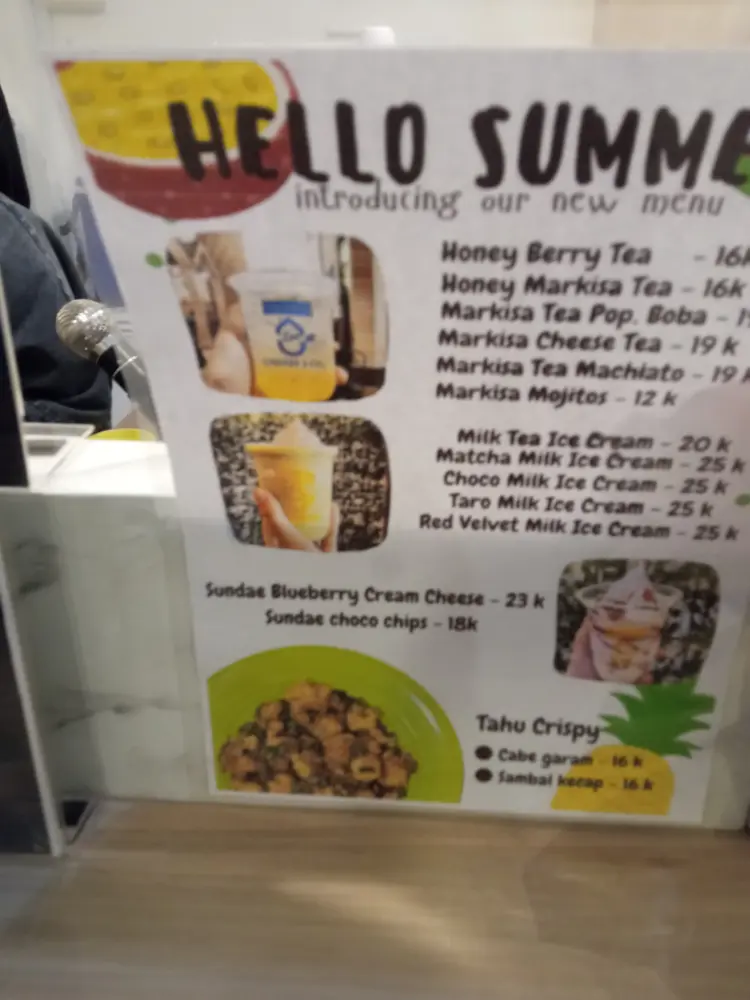 HELLO SUMME
introducing our new menu
Honey Berry Tea - 16k
Honey Markisa Tea - 16k
Markisa Tea Pop. Boba - 1
Markisa Cheese Tea - 19 k
Markisa Tea Machiato - 19 k
Markisa Mojitos - 12 k
Milk Tea Ice Cream - 20 k
Matcha Milk Ice Cream - 25 k
Choco Milk Ice Cream - 25 k
Taro Milk Ice Cream - 25 k
Red Velvet Milk Ice Cream - 25 k
Sundae Blueberry Cream Cheese - 23 k
Sundae choco chips - 18k
Tahu Crispy
Cabe garam - 16 k
Sambal kecap - 16 k